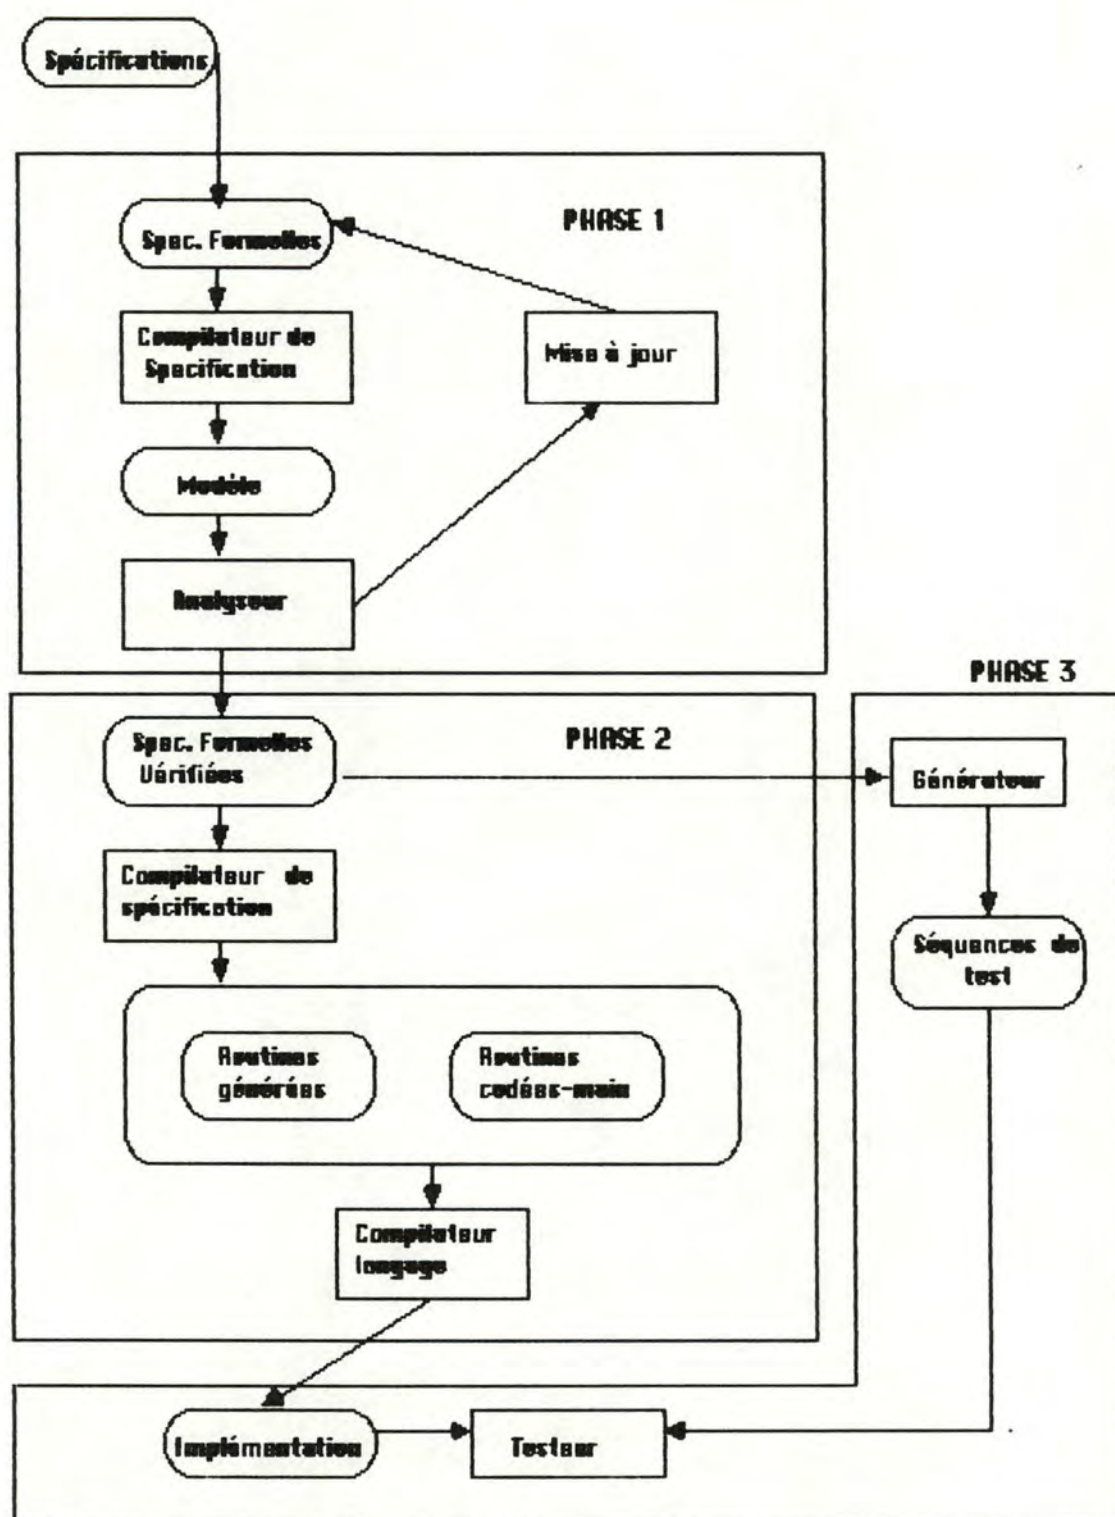 Spécifications
PHASE 1
Spec. Formelles
Compilateur de
Specification
Mise à jour
Modèle
Analyseur
PHASE 3
Spec. Formelles
Vérifiées
PHASE 2
Générateur
Compilateur de
spécification
Séquences de
test
Routines
générées
Routines
codées-main
Compilateur
langage
Implémentation
Testeur